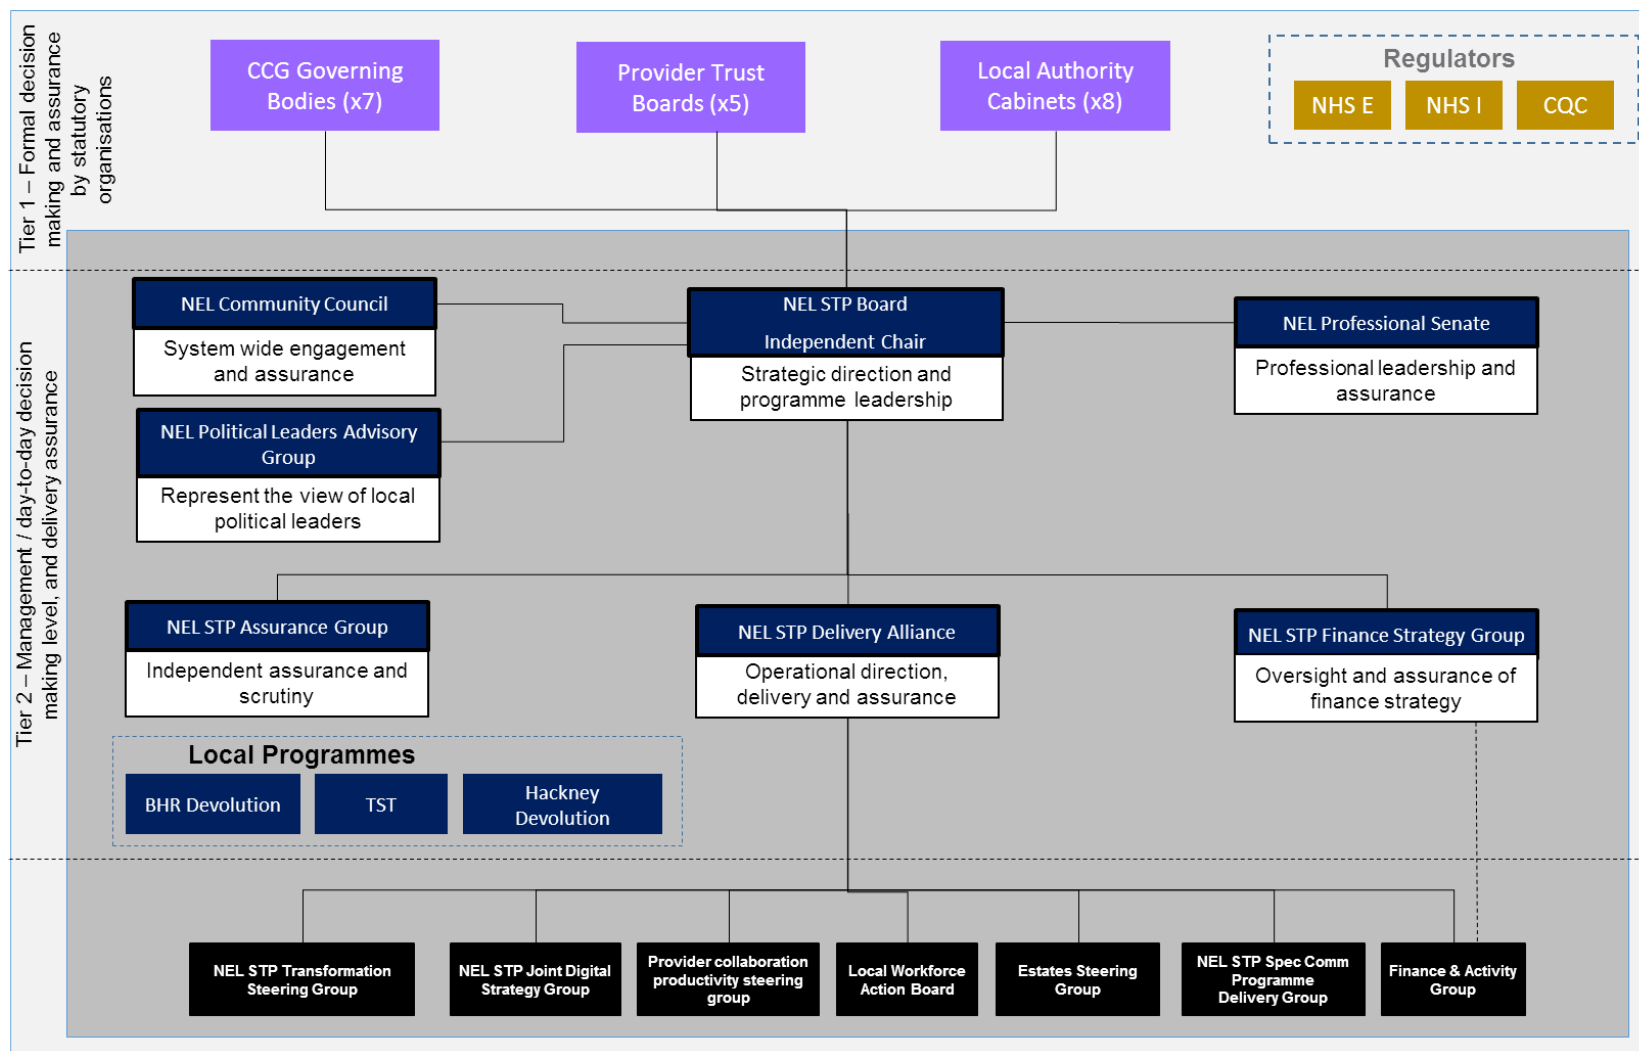 Tier 1 – Formal decision
making and assurance
by statutory
organisations
CCG Governing
Bodies (x7)
Provider Trust
Boards (x5)
Local Authority
Cabinets (x8)
Regulators
NHS E
NHS I
CQC
Tier 2 – Management / day-to-day decision
making level, and delivery assurance
NEL Community Council
System wide engagement
and assurance
NEL STP Board
Independent Chair
Strategic direction and
programme leadership
NEL Professional Senate
Professional leadership and
assurance
NEL Political Leaders Advisory
Group
Represent the view of local
political leaders
NEL STP Assurance Group
Independent assurance and
scrutiny
NEL STP Delivery Alliance
Operational direction,
delivery and assurance
NEL STP Finance Strategy Group
Oversight and assurance of
finance strategy
Local Programmes
BHR Devolution
TST
Hackney
Devolution
NEL STP Transformation
Steering Group
NEL STP Joint Digital
Strategy Group
Provider collaboration
productivity steering
group
Local Workforce
Action Board
Estates Steering
Group
NEL STP Spec Comm
Programme
Delivery Group
Finance & Activity
Group